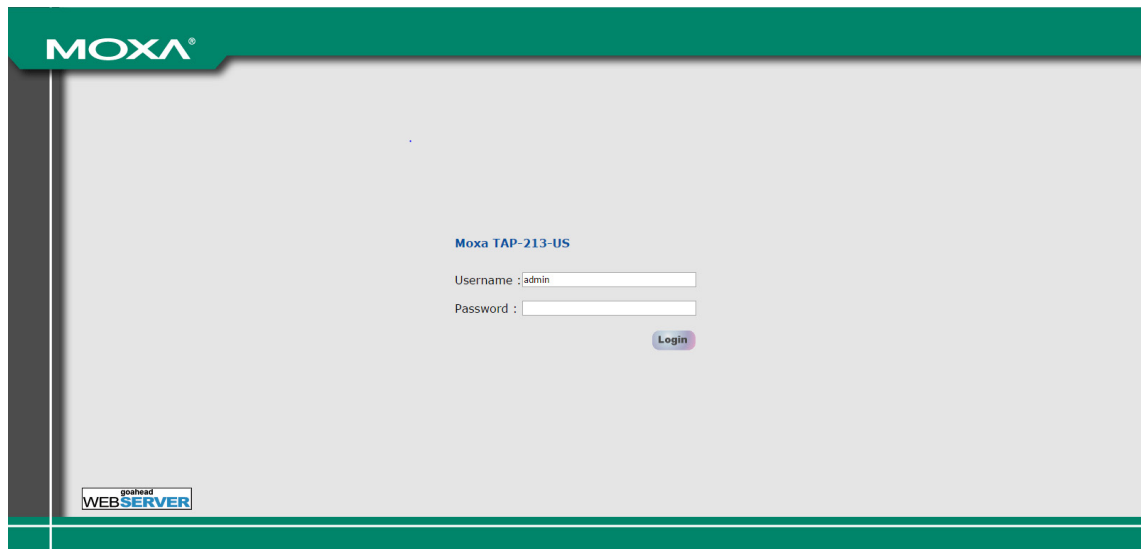 MOXA®
Moxa TAP-213-US
Username : admin
Password :
Login
goahead
WEBSERVER